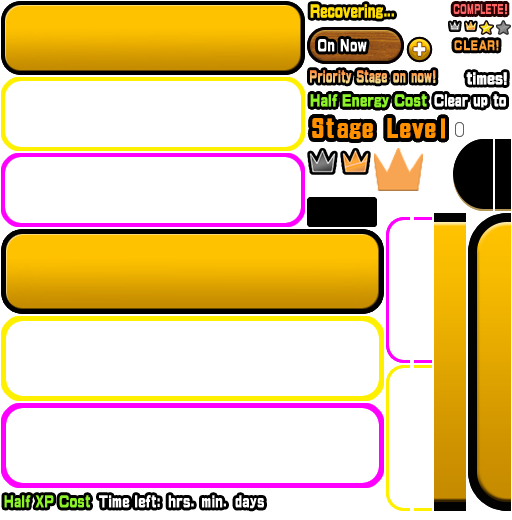 Recovering...
COMPLETE!
On Now
CLEAR!
Priority Stage on now!
times!
Half Energy Cost Clear up to
Stage Level
Half XP Cost Time left: hrs. min. days